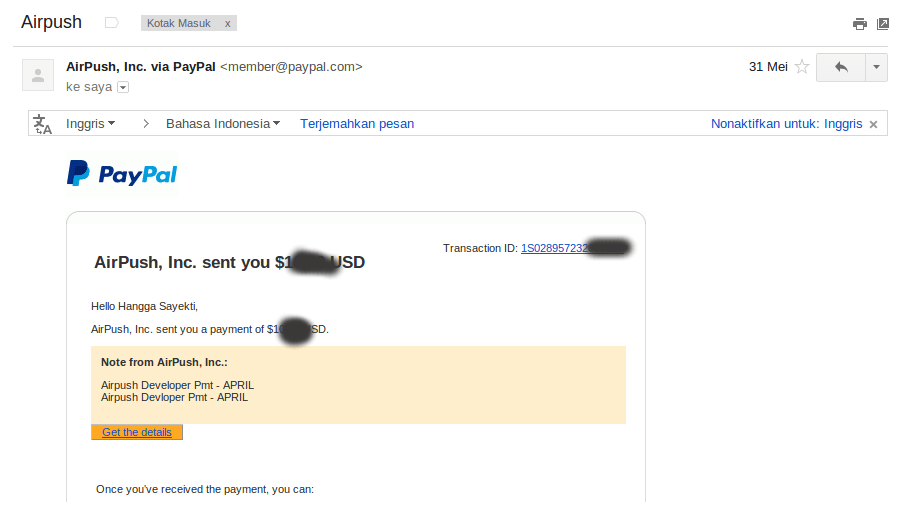 Airpush
Kotak Masuk x
AirPush, Inc. via PayPal <member@paypal.com>
31 Mei
ke saya
Inggris > Bahasa Indonesia Terjemahkan pesan
Nonaktifkan untuk: Inggris ×
PayPal
Transaction ID: 1S028957232
AirPush, Inc. sent you $1 USD
Hello Hangga Sayekti,
AirPush, Inc. sent you a payment of $10 SD.
Note from AirPush, Inc.:
Airpush Developer Pmt - APRIL
Airpush Devloper Pmt - APRIL
Get the details
Once you've received the payment, you can: